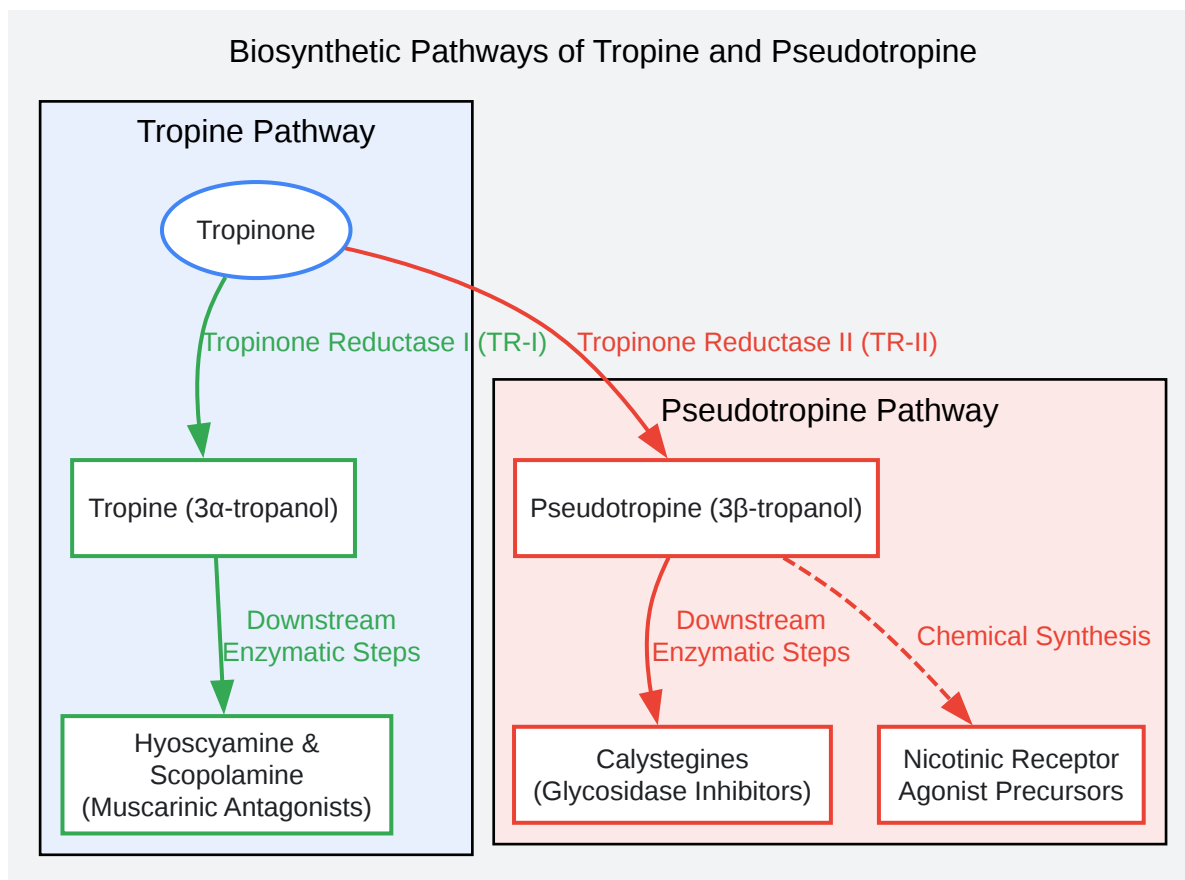 Biosynthetic Pathways of Tropine and Pseudotropine
Tropine Pathway
Tropinone
Tropinone Reductase I (TR-I)
Tropinone Reductase II (TR-II)
Pseudotropine Pathway
Tropine (3α-tropanol)
Pseudotropine (3β-tropanol)
Downstream
Enzymatic Steps
Downstream
Enzymatic Steps
Chemical Synthesis
Hyoscyamine &
Scopolamine
(Muscarinic Antagonists)
Calystegines
(Glycosidase Inhibitors)
Nicotinic Receptor
Agonist Precursors